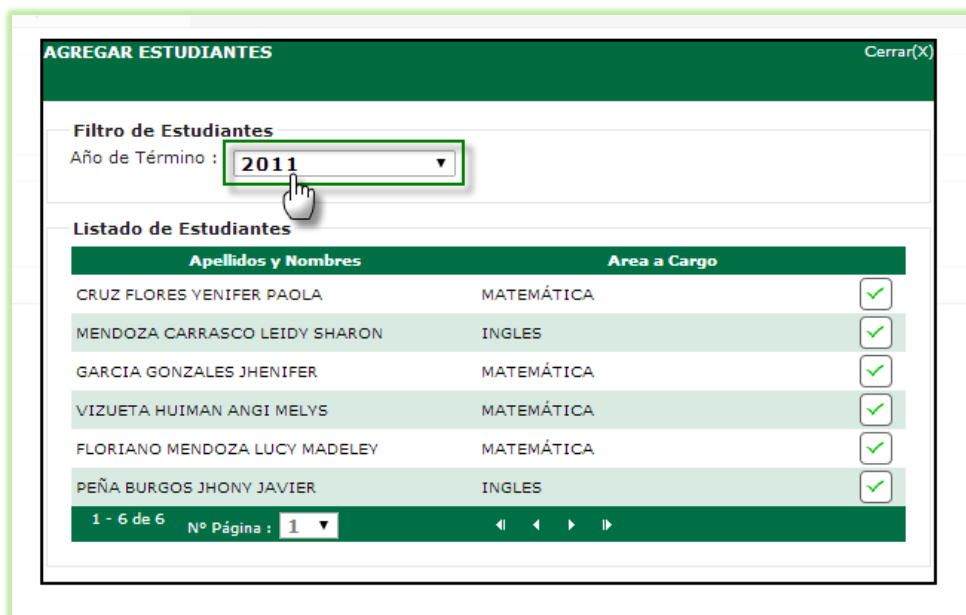 AGREGAR ESTUDIANTES Cerrar(X)
Filtro de Estudiantes
Año de Término : 2011
Listado de Estudiantes
Apellidos y Nombres Area a Cargo
CRUZ FLORES YENIFER PAOLA MATEMÁTICA
MENDOZA CARRASCO LEIDY SHARON INGLES
GARCIA GONZALES JHENIFER MATEMÁTICA
VIZUETA HUIMAN ANGI MELYS MATEMÁTICA
FLORIANO MENDOZA LUCY MADELEY MATEMÁTICA
PEÑA BURGOS JHONY JAVIER INGLES
1 - 6 de 6 Nº Página : 1